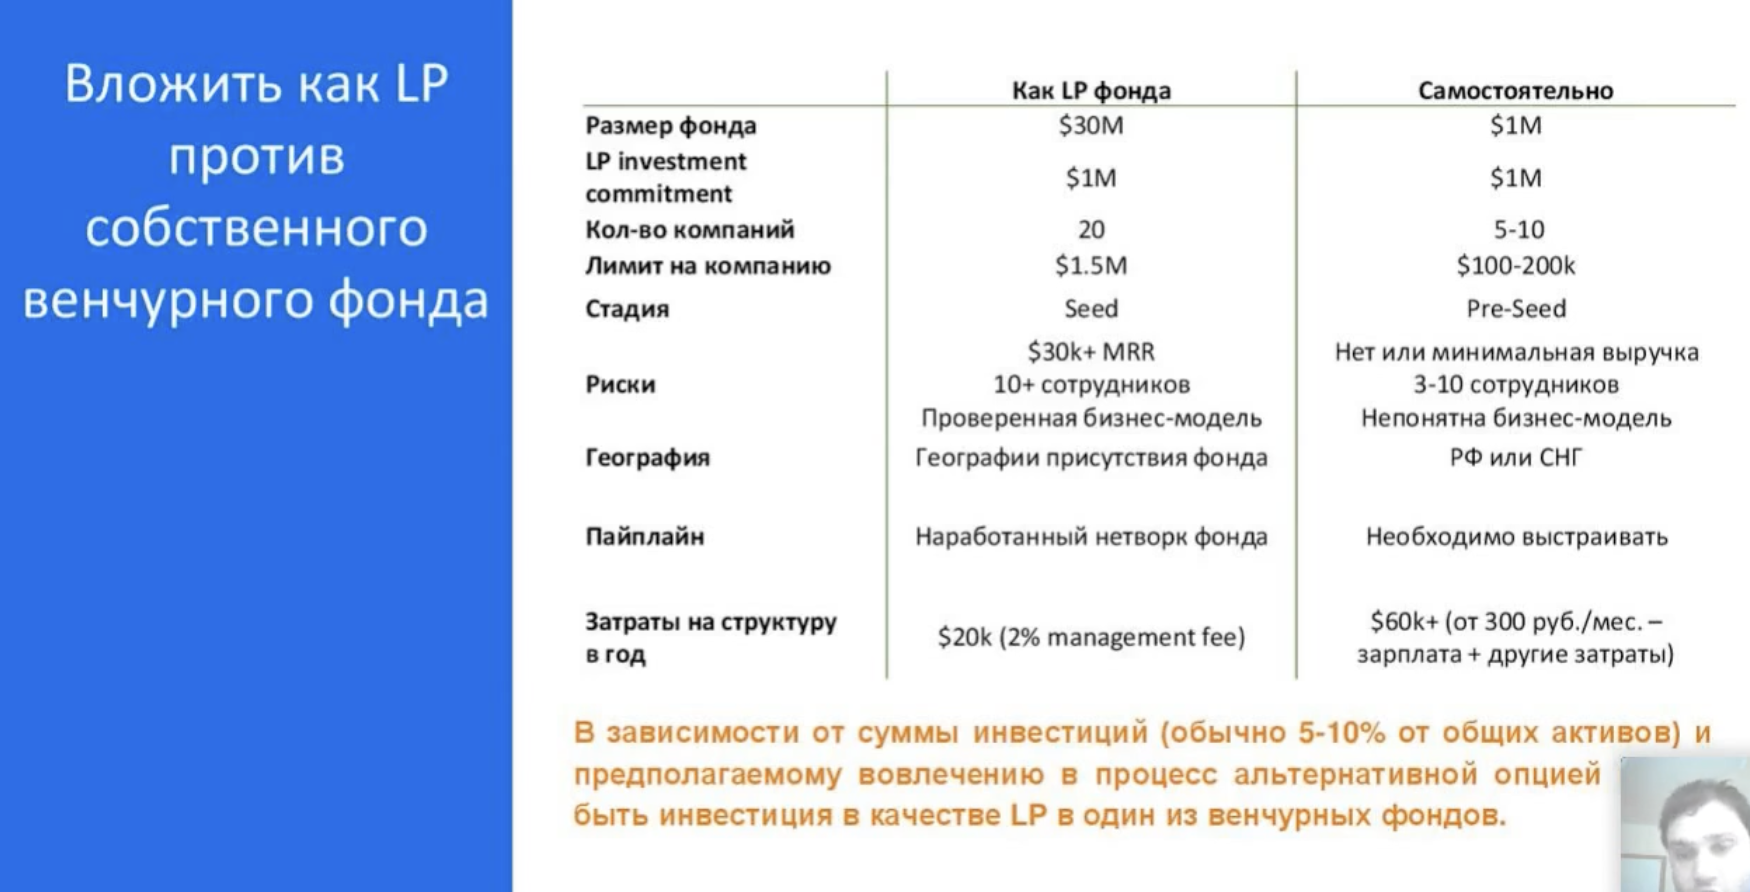 Вложить как LP
против
собственного
венчурного фонда
Как LP фонда Самостоятельно
Размер фонда $30M $1M
LP investment
commitment $1M $1M
Кол-во компаний 20 5-10
Лимит на компанию $1.5M $100-200k
Стадия Seed Pre-Seed
Риски
$30k+ MRR
10+ сотрудников
Проверенная бизнес-модель
Нет или минимальная выручка
3-10 сотрудников
Непонятна бизнес-модель
География Географии присутствия фонда РФ или СНГ
Пайплайн Наработанный нетворк фонда Необходимо выстраивать
Затраты на структуру
в год
$20k (2% management fee)
$60k+ (от 300 руб./мес. –
зарплата + другие затраты)
В зависимости от суммы инвестиций (обычно 5-10% от общих активов) и
предполагаемому вовлечению в процесс альтернативной опцией
быть инвестиция в качестве LP в один из венчурных фондов.